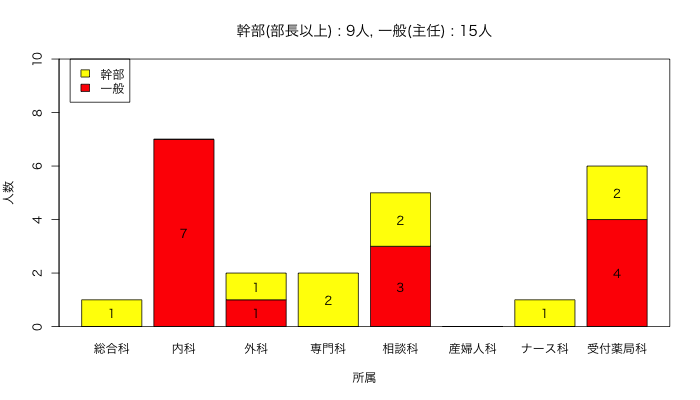 幹部(部長以上) : 9人, 一般(主任) : 15人
幹部
一般
人数
10
8
6
4
2
0
1
7
1
1
2
2
3
1
2
4
総合科 内科 外科 専門科 相談科 産婦人科 ナース科 受付薬局科
所属